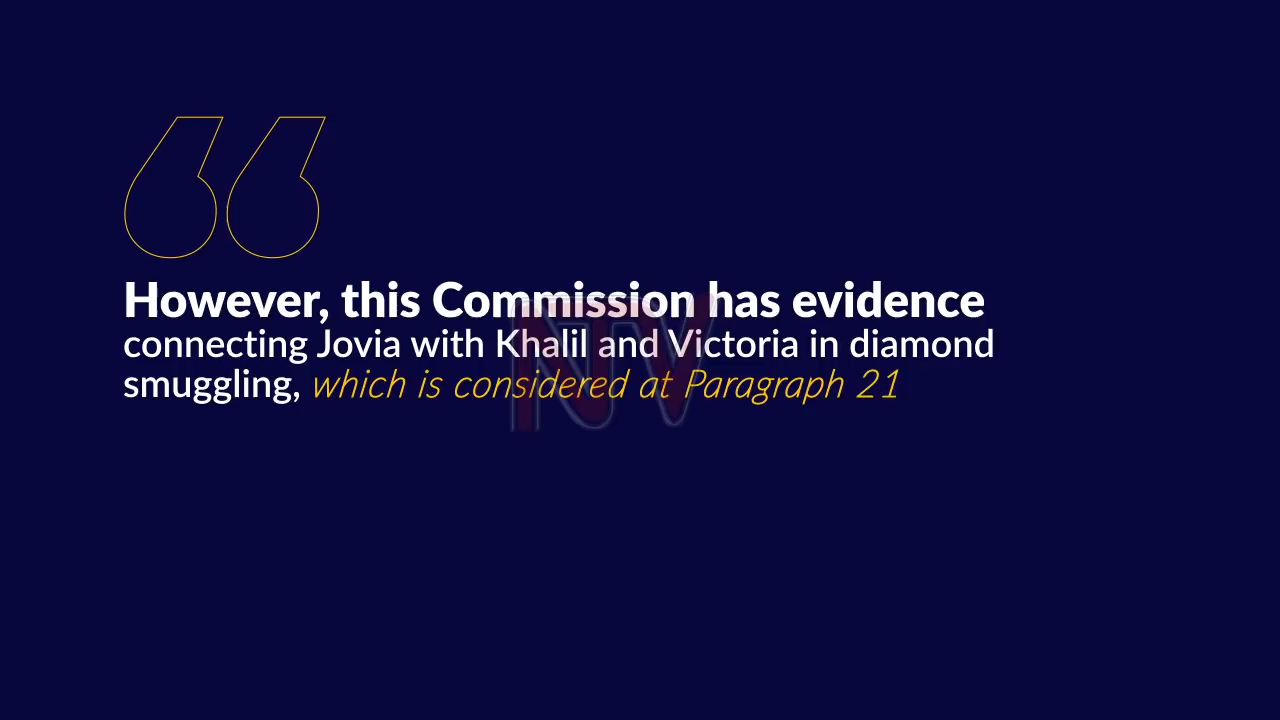 However, this Commission has evidence
connecting Jovia with Khalil and Victoria in diamond
smuggling, which is considered at Paragraph 21
NTV